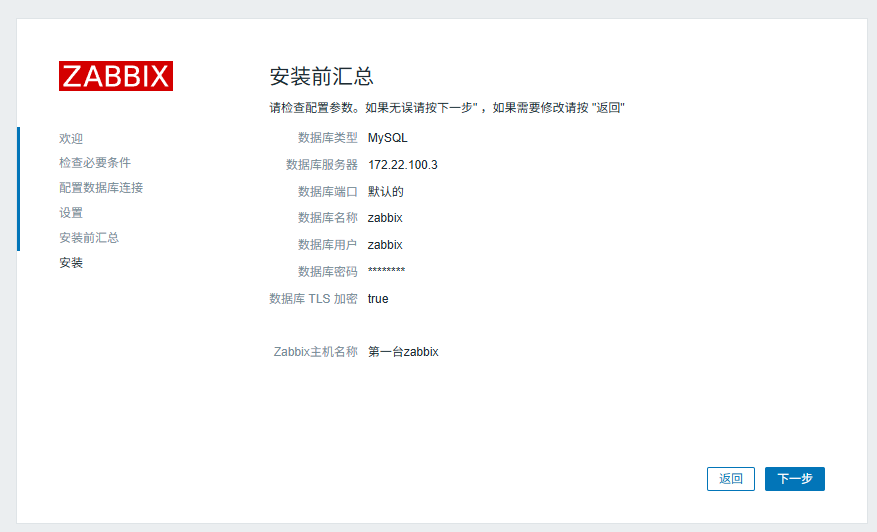 ZABBIX
欢迎
检查必要条件
配置数据库连接
设置
安装前汇总
安装
安装前汇总
请检查配置参数。如果无误请按下一步" ，如果需要修改请按 "返回"
数据库类型 MySQL
数据库服务器 172.22.100.3
数据库端口 默认的
数据库名称 zabbix
数据库用户 zabbix
数据库密码 ********
数据库 TLS 加密 true
Zabbix主机名称 第一台zabbix
返回 下一步